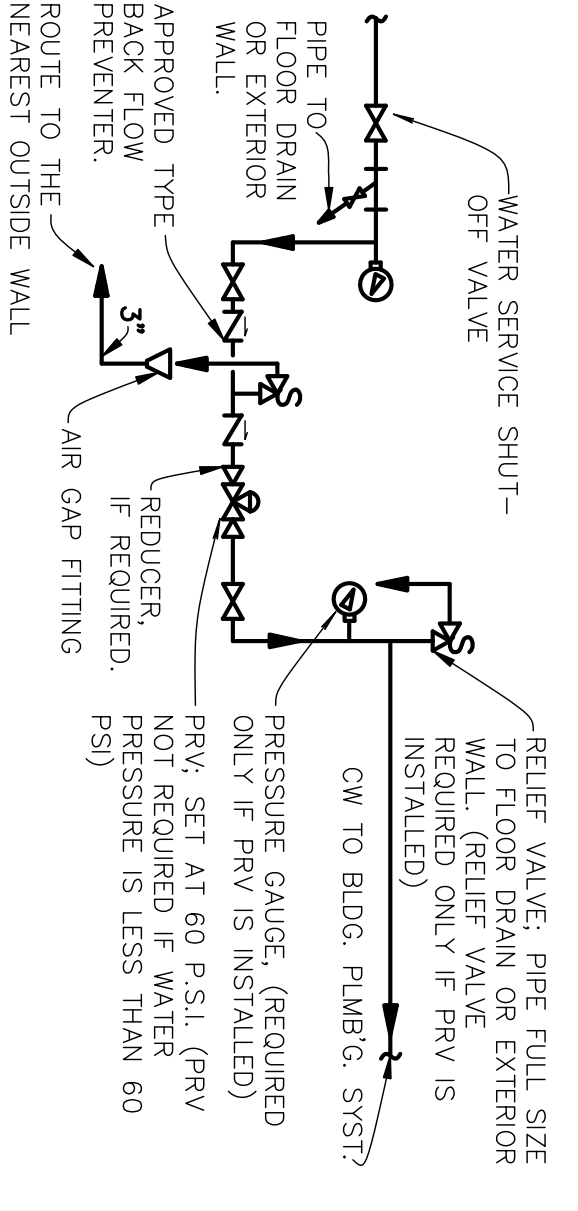 WATER SERVICE SHUT-
OFF VALVE
PIPE TO
FLOOR DRAIN
OR EXTERIOR
WALL.
APPROVED TYPE
BACK FLOW
PREVENTER.
ROUTE TO THE
NEAREST OUTSIDE WALL
3"
AIR GAP FITTING
REDUCER,
IF REQUIRED.
RELIEF VALVE; PIPE FULL SIZE
TO FLOOR DRAIN OR EXTERIOR
WALL. (RELIEF VALVE
REQUIRED ONLY IF PRV IS
INSTALLED)
CW TO BLDG. PLMB'G. SYST.
PRESSURE GAUGE, (REQUIRED
ONLY IF PRV IS INSTALLED)
PRV; SET AT 60 P.S.I. (PRV
NOT REQUIRED IF WATER
PRESSURE IS LESS THAN 60
PSI)